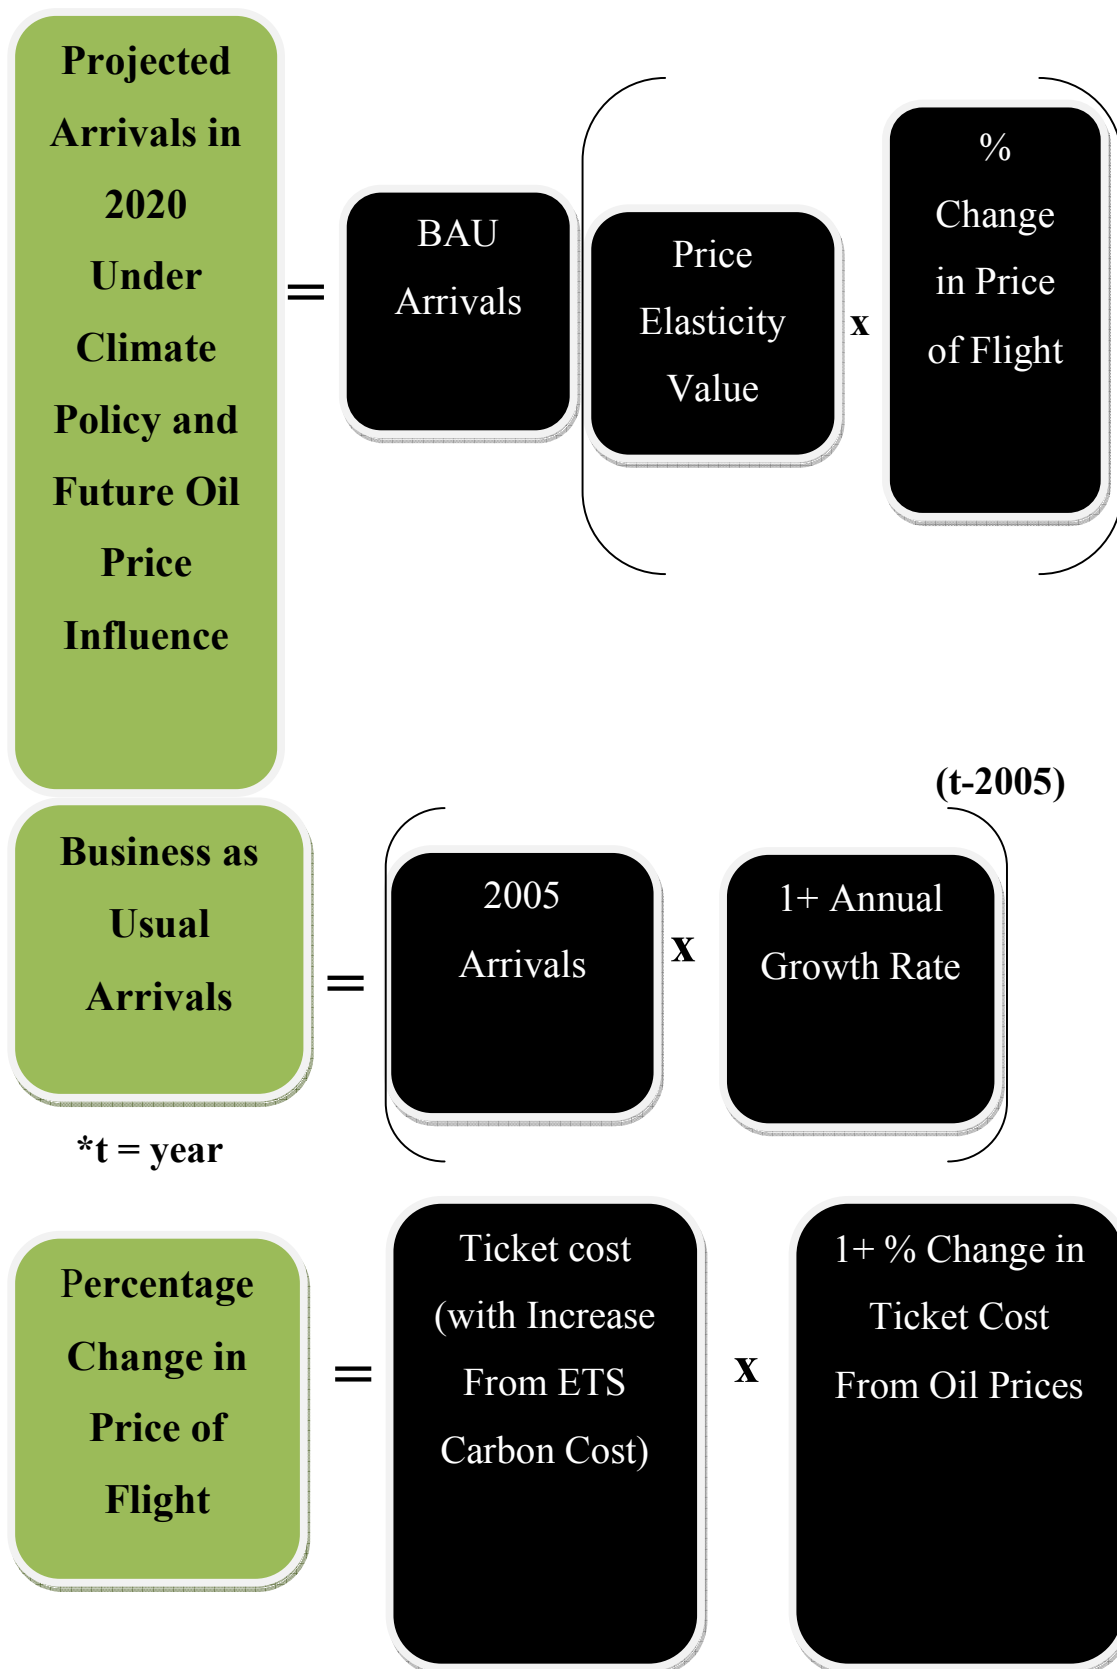 Projected
Arrivals in
2020
Under
Climate
Policy and
Future Oil
Price
Influence
=
BAU
Arrivals
Price
Elasticity
Value
x
%
Change
in Price
of Flight
Business as
Usual
Arrivals
=
2005
Arrivals
x
1+ Annual
Growth Rate
(t-2005)
*t = year
Percentage
Change in
Price of
Flight
=
Ticket cost
(with Increase
From ETS
Carbon Cost)
x
1+ % Change in
Ticket Cost
From Oil Prices